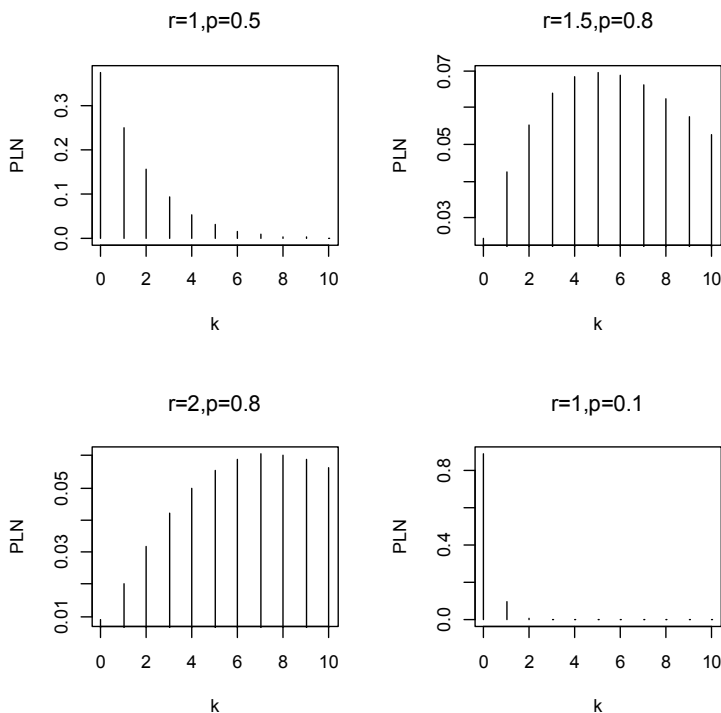 r=1,p=0.5
PLN
0.0 0.1 0.2 0.3
0 2 4 6 8 10
k
r=1.5,p=0.8
PLN
0.03 0.05 0.07
0 2 4 6 8 10
k
r=2,p=0.8
PLN
0.01 0.03 0.05
0 2 4 6 8 10
k
r=1,p=0.1
PLN
0.0 0.4 0.8
0 2 4 6 8 10
k